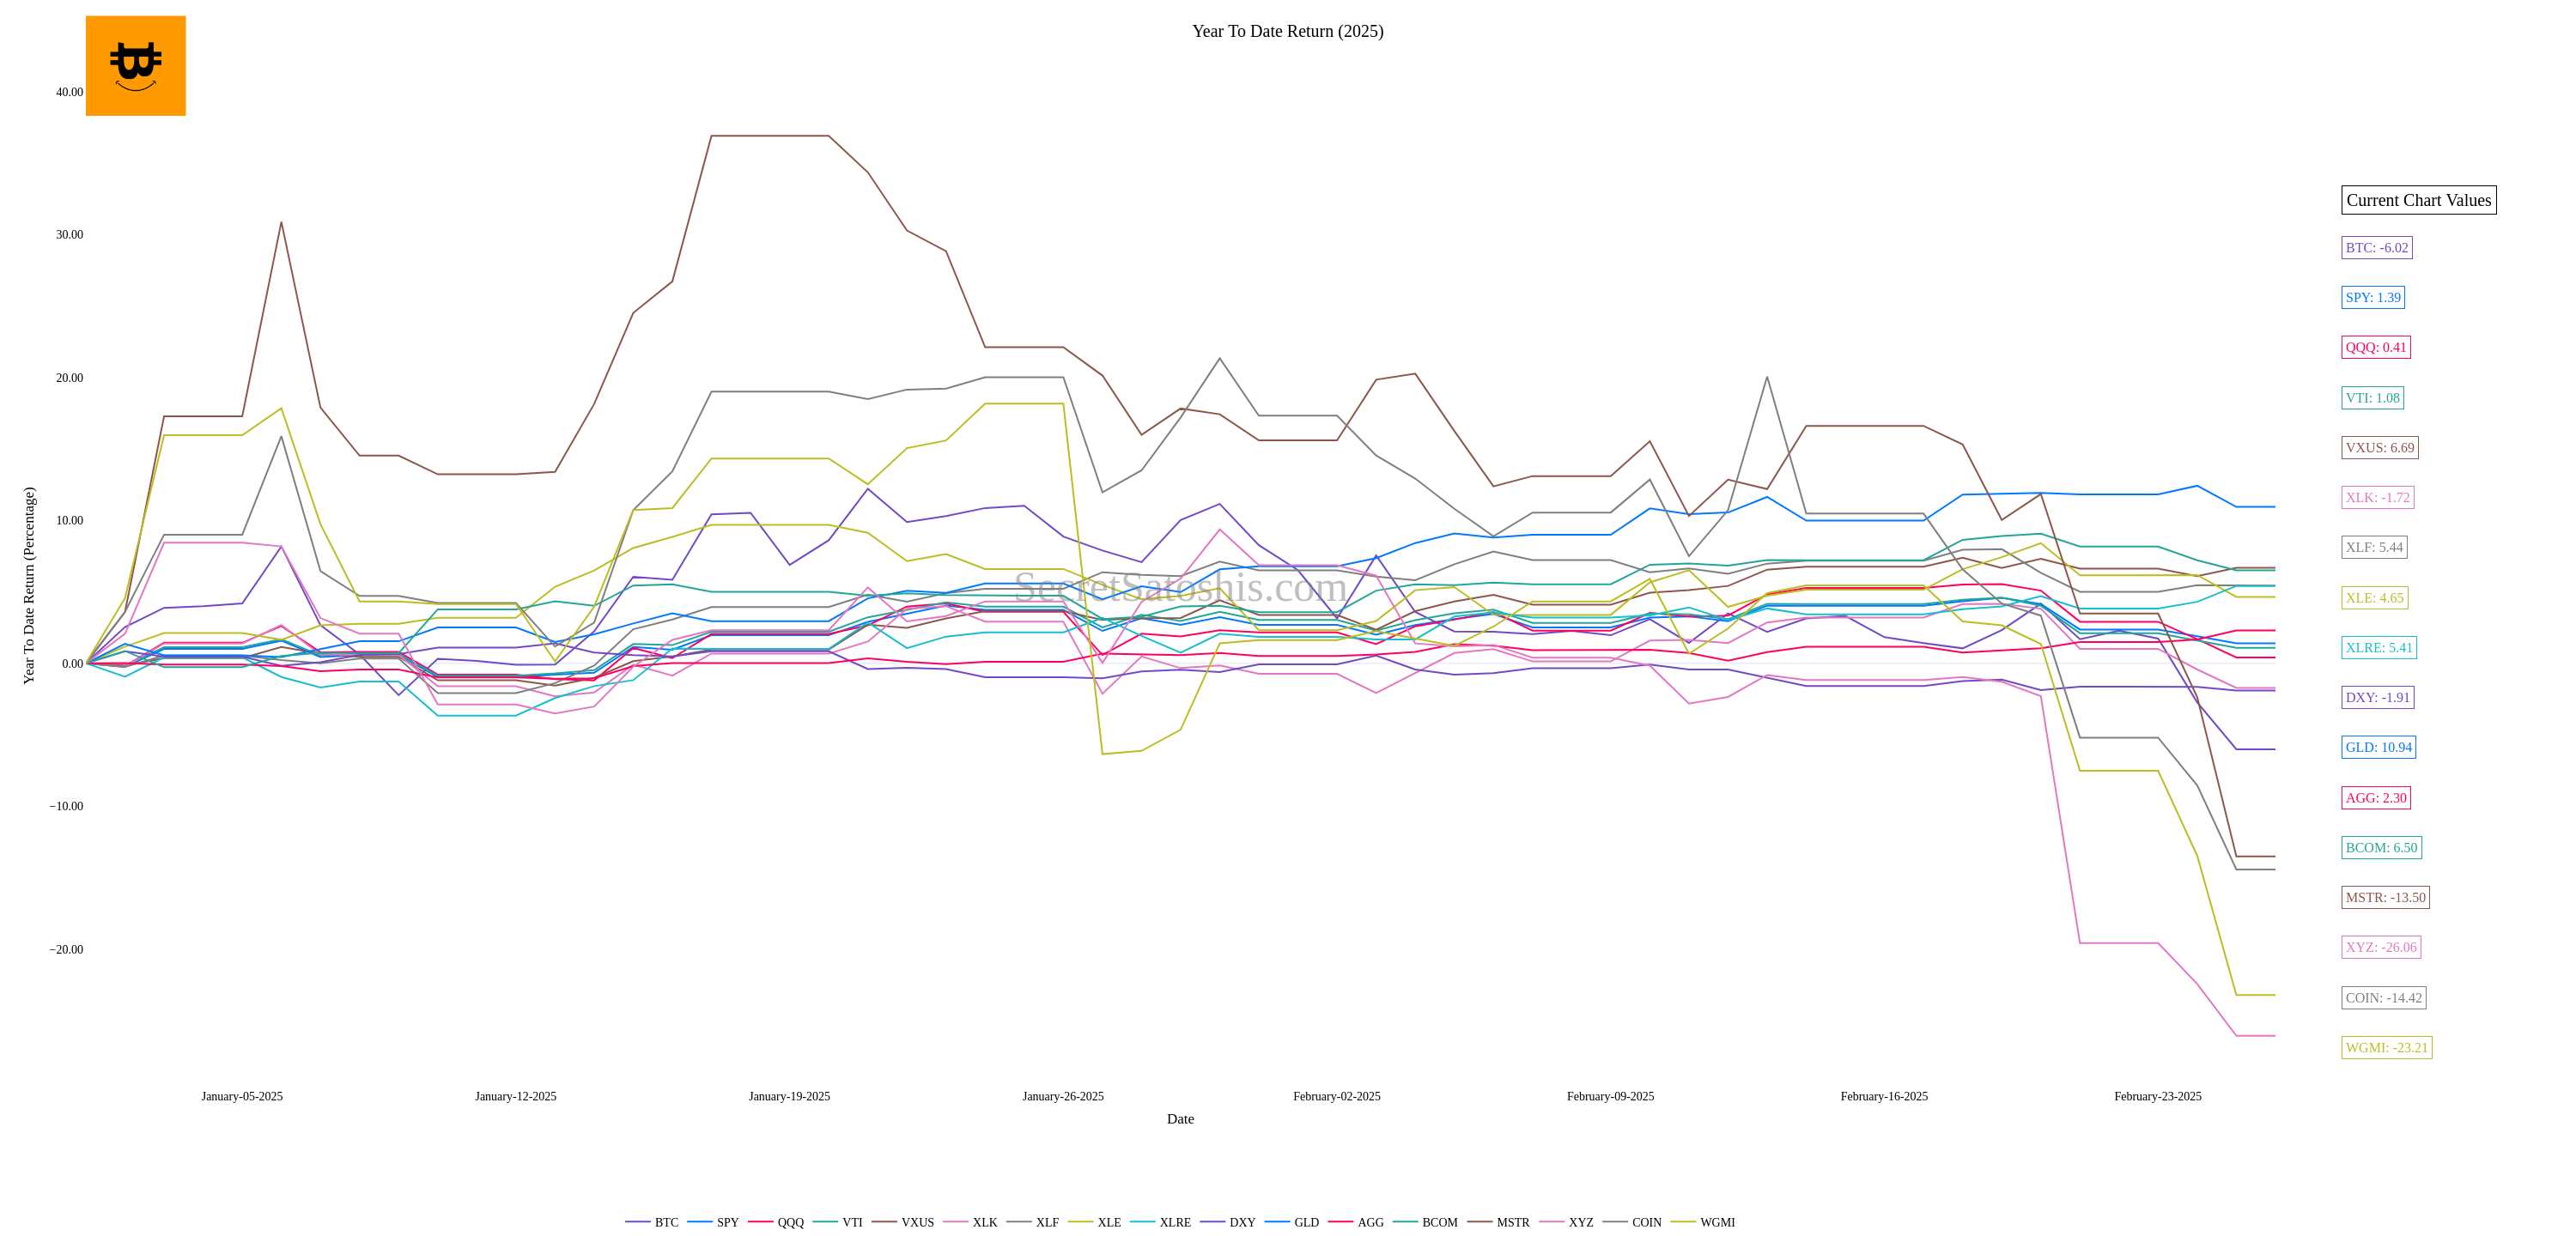 Year To Date Return (2025)
40.00
30.00
20.00
10.00
0.00
−10.00
−20.00
Year To Date Return (Percentage)
SecretSatoshis.com
January-05-2025
January-12-2025
January-19-2025
January-26-2025
February-02-2025
February-09-2025
February-16-2025
February-23-2025
Date
Current Chart Values
BTC: -6.02
SPY: 1.39
QQQ: 0.41
VTI: 1.08
VXUS: 6.69
XLK: -1.72
XLF: 5.44
XLE: 4.65
XLRE: 5.41
DXY: -1.91
GLD: 10.94
AGG: 2.30
BCOM: 6.50
MSTR: -13.50
XYZ: -26.06
COIN: -14.42
WGMI: -23.21
BTC SPY QQQ VTI VXUS XLK XLF XLE XLRE DXY GLD AGG BCOM MSTR XYZ COIN WGMI